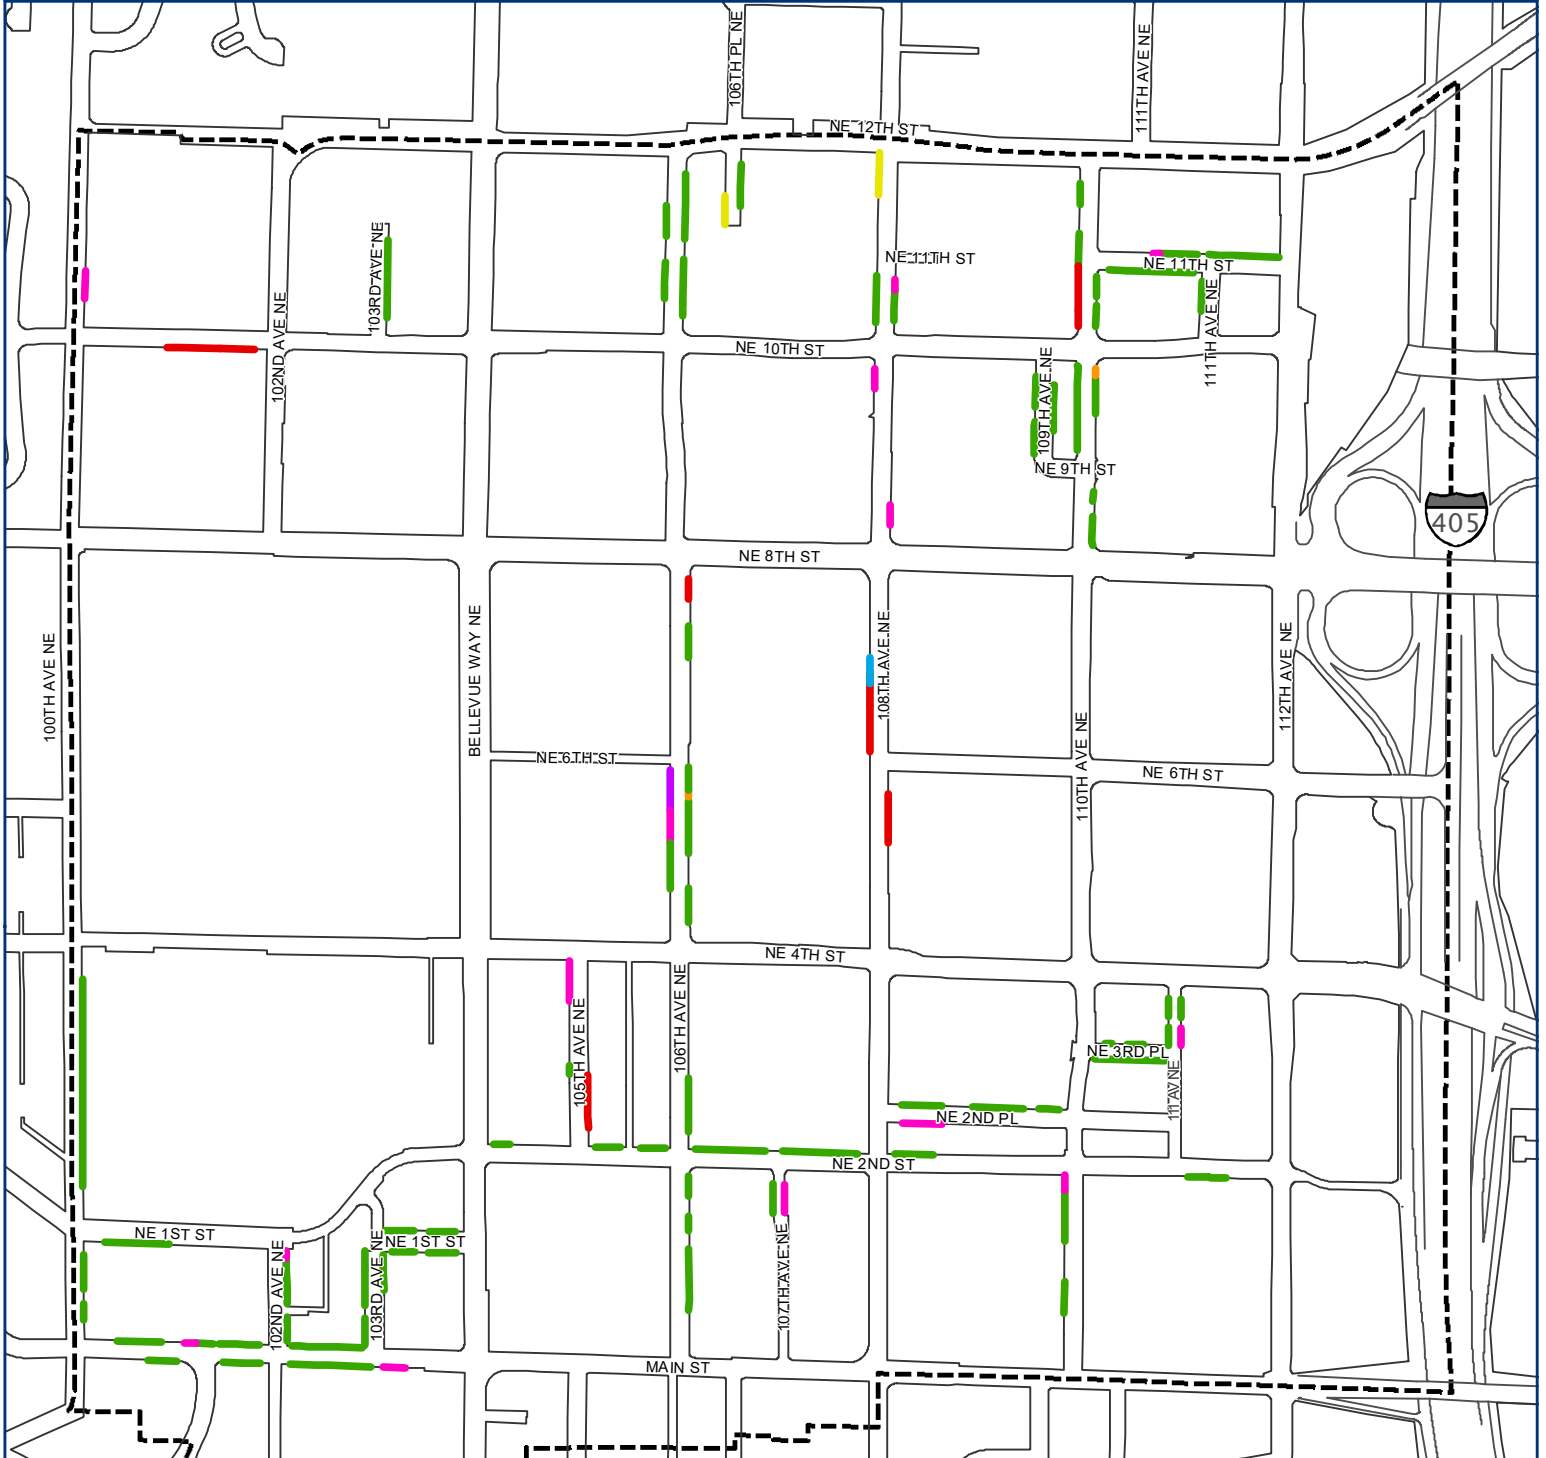 106TH PL NE
111TH AVE NE
NE 12TH ST
103RD AVE NE
NE 11TH ST
NE 11TH ST
102ND AVE NE
111TH AVE NE
NE 10TH ST
109TH AVE NE
NE 9TH ST
405
NE 8TH ST
100TH AVE NE
BELLEVUE WAY NE
108TH AVE NE
112TH AVE NE
NE 6TH ST
110TH AVE NE
NE 6TH ST
NE 4TH ST
105TH AVE NE
106TH AVE NE
NE 3RD PL
111 AV NE
NE 2ND PL
NE 2ND ST
NE 1ST ST
NE 1ST ST
102ND AVE NE
103RD AVE NE
107TH AVE NE
MAIN ST